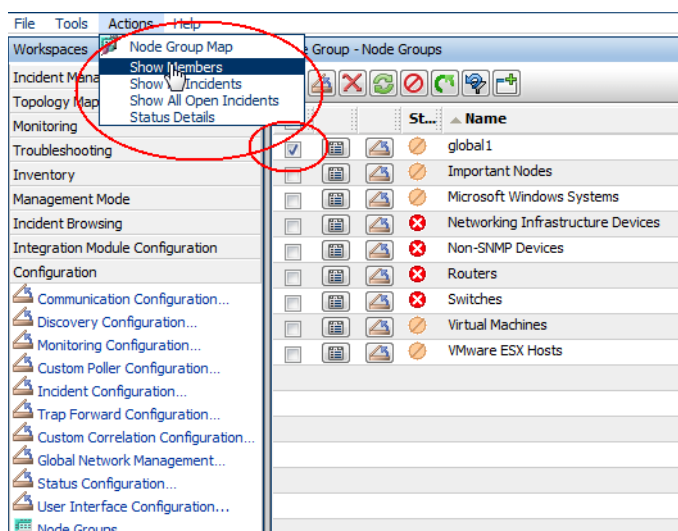 File Tools Actions Help
Workspaces
Node Group Map
Show Members
Show Incidents
Show All Open Incidents
Status Details
Group - Node Groups
Incident Mana
Topology Map
Monitoring
Troubleshooting
Inventory
Management Mode
Incident Browsing
Integration Module Configuration
Configuration
Communication Configuration...
Discovery Configuration...
Monitoring Configuration...
Custom Poller Configuration...
Incident Configuration...
Trap Forward Configuration...
Custom Correlation Configuration...
Global Network Management...
Status Configuration...
User Interface Configuration...
Node Groups
St... Name
global1
Important Nodes
Microsoft Windows Systems
Networking Infrastructure Devices
Non-SNMP Devices
Routers
Switches
Virtual Machines
VMware ESX Hosts